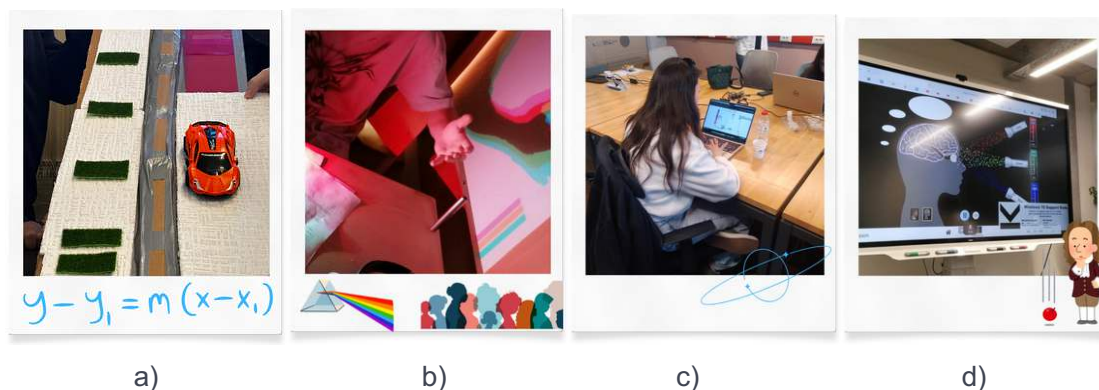 y - y₁ = m (x - x₁)
a)
b)
c)
d)